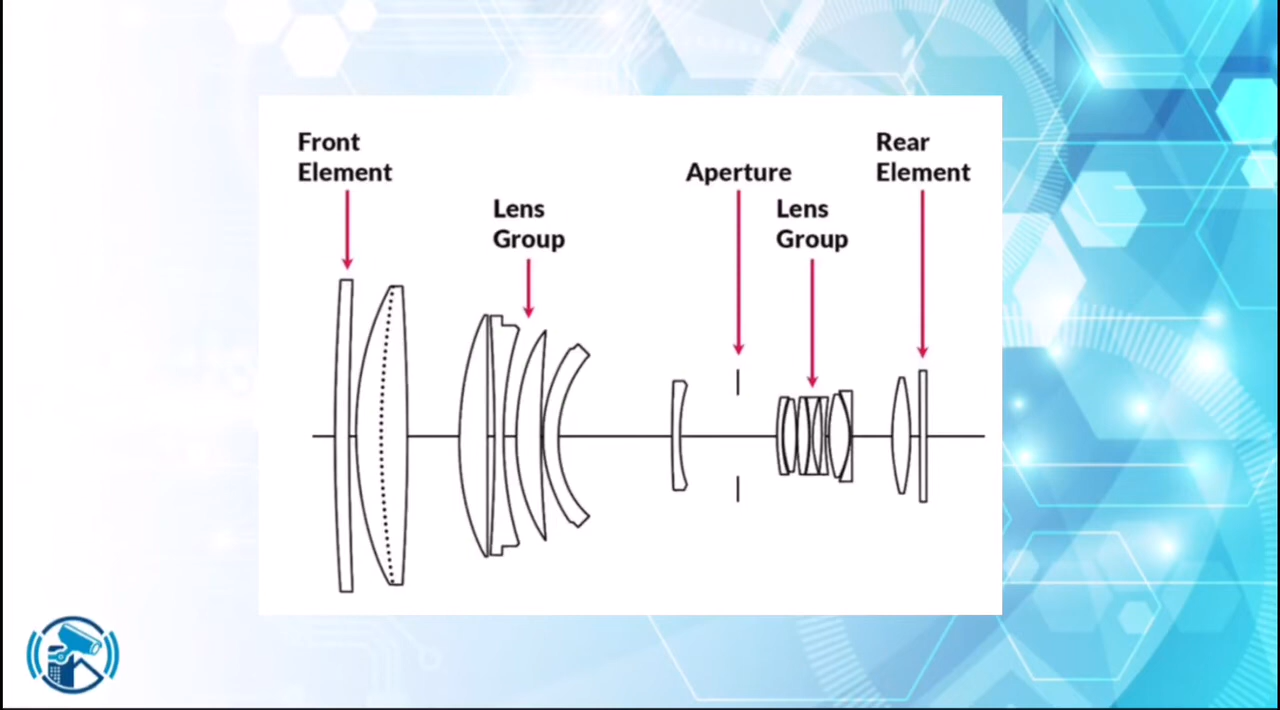 Front
Element
Lens
Group
Aperture
Lens
Group
Rear
Element